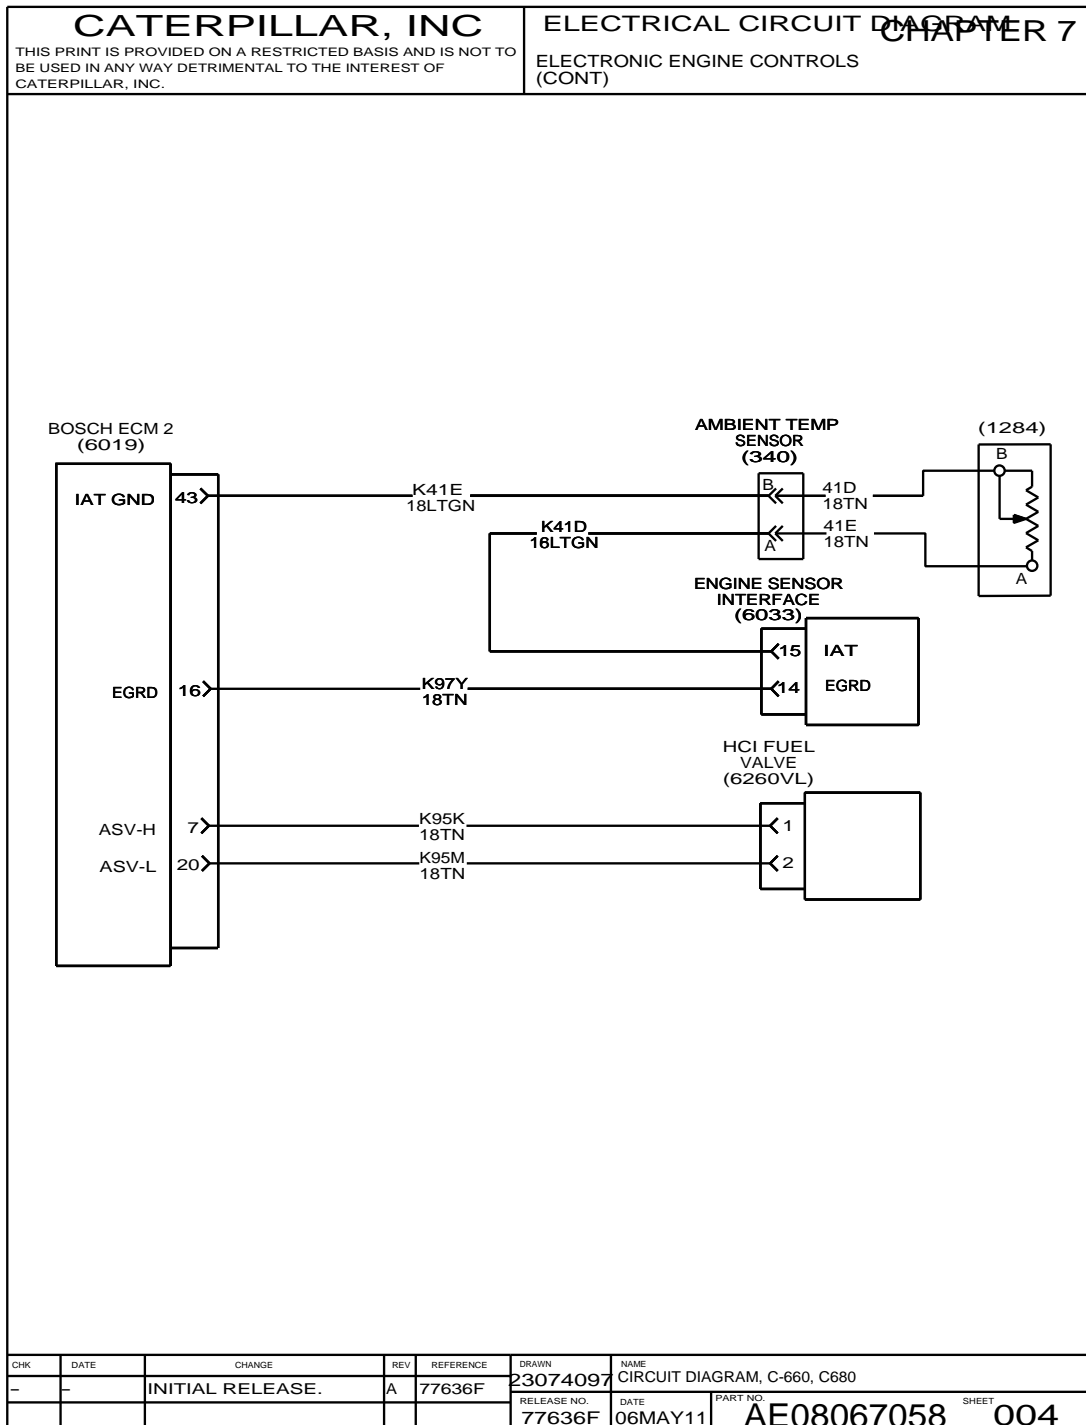 CATERPILLAR, INC
THIS PRINT IS PROVIDED ON A RESTRICTED BASIS AND IS NOT TO
BE USED IN ANY WAY DETRIMENTAL TO THE INTEREST OF
CATERPILLAR, INC.
ELECTRICAL CIRCUIT DIAGRAM
CHAPTER 7
ELECTRONIC ENGINE CONTROLS
(CONT)
BOSCH ECM 2
(6019)
AMBIENT TEMP
SENSOR
(340)
(1284)
IAT GND 43
K41E
18LTGN
B
41D
18TN
B
K41D
18LTGN
A
41E
18TN
A
ENGINE SENSOR
INTERFACE
(6033)
15 IAT
EGRD 16
K97Y
18TN
14 EGRD
HCI FUEL
VALVE
(6260VL)
ASV-H 7
K95K
18TN
1
ASV-L 20
K95M
18TN
2
CHK DATE CHANGE REV REFERENCE DRAWN NAME
- - INITIAL RELEASE. A 77636F 23074097 CIRCUIT DIAGRAM, C-660, C680
RELEASE NO. DATE PART NO. SHEET
77636F 06MAY11 AE08067058 004